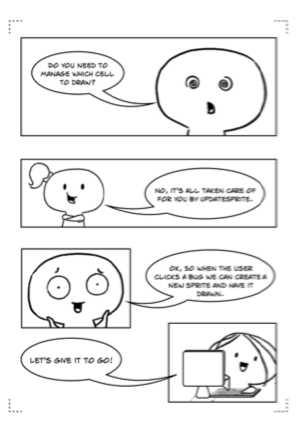 DO YOU NEED TO
MANAGE WHICH CELL
TO DRAW?
NO, IT'S ALL TAKEN CARE OF
FOR YOU BY UPDATESPRITE.
OK, SO WHEN THE USER
CLICKS A BUG WE CAN CREATE A
NEW SPRITE AND HAVE IT
DRAWN.
LET'S GIVE IT TO GO!